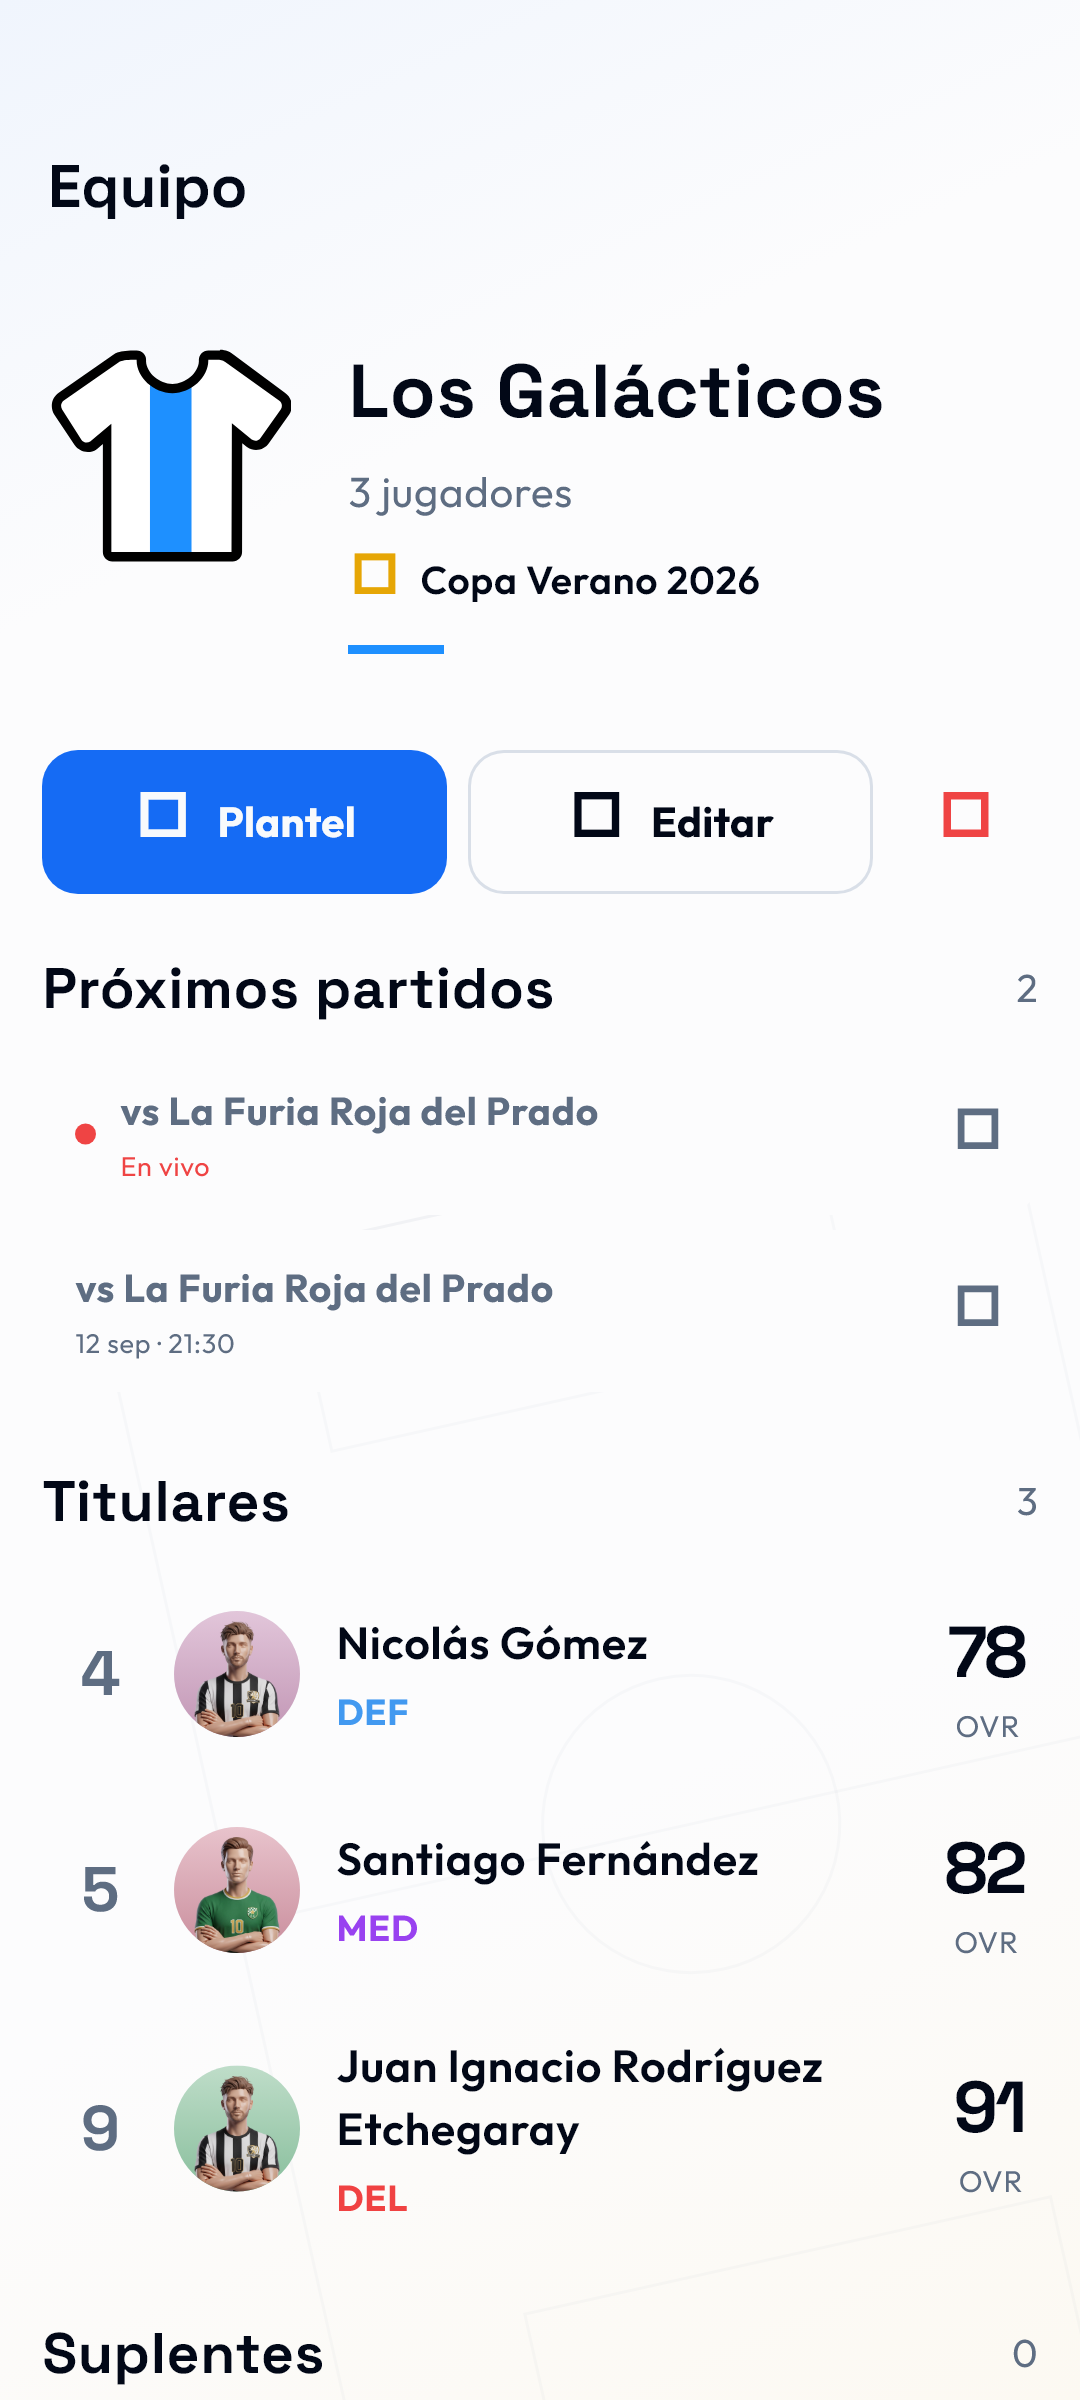 Equipo
Los Galácticos
3 jugadores
Copa Verano 2026
Plantel
Editar
Próximos partidos
2
vs La Furia Roja del Prado
En vivo
vs La Furia Roja del Prado
12 sep · 21:30
Titulares
3
4
Nicolás Gómez
DEF
78
OVR
5
10
Santiago Fernández
MED
82
OVR
9
Juan Ignacio Rodríguez
Etchegaray
DEL
91
OVR
Suplentes
0